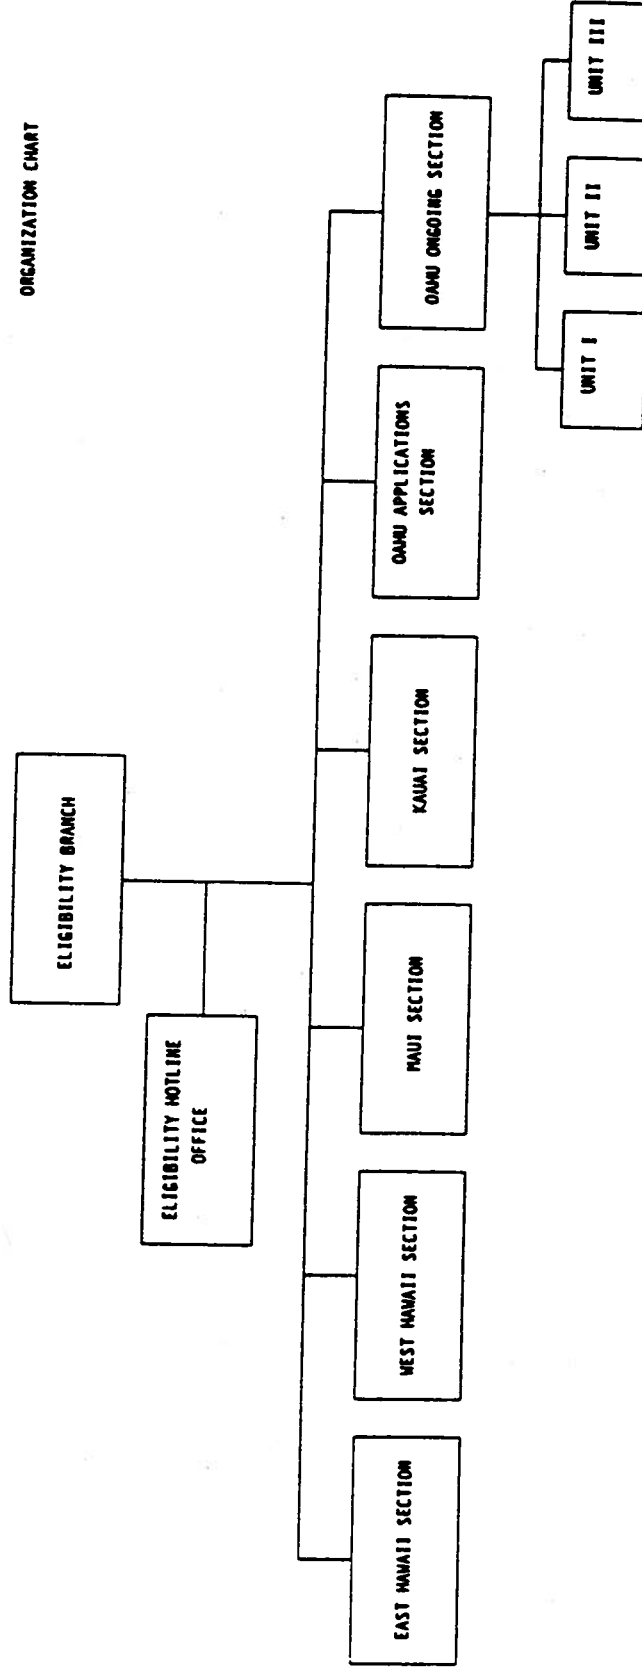 ORGANIZATION CHART
ELIGIBILITY BRANCH
ELIGIBILITY HOTLINE
OFFICE
EAST HAWAII SECTION
WEST HAWAII SECTION
MAUI SECTION
KAUAI SECTION
OAHU APPLICATIONS
SECTION
OAHU ONGOING SECTION
UNIT I
UNIT II
UNIT III